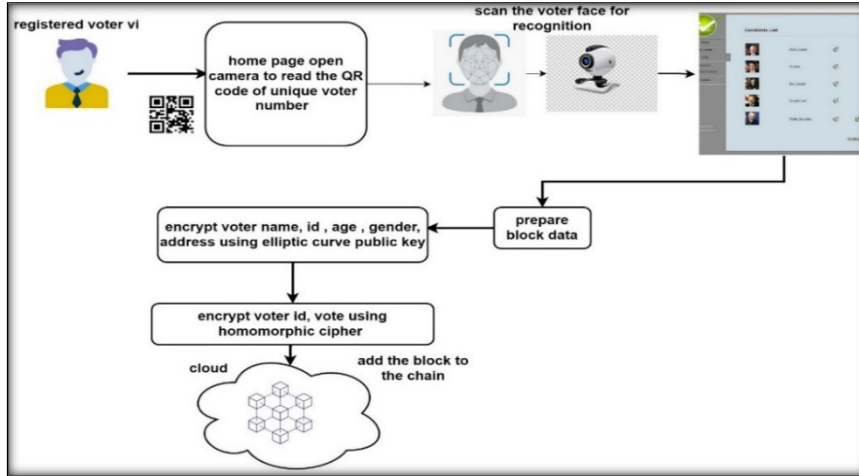 registered voter vi
home page open
camera to read the QR
code of unique voter
number
scan the voter face for
recognition
Candidate List
prepare
block data
encrypt voter name, id , age , gender,
address using elliptic curve public key
encrypt voter id, vote using
homomorphic cipher
cloud
add the block to
the chain